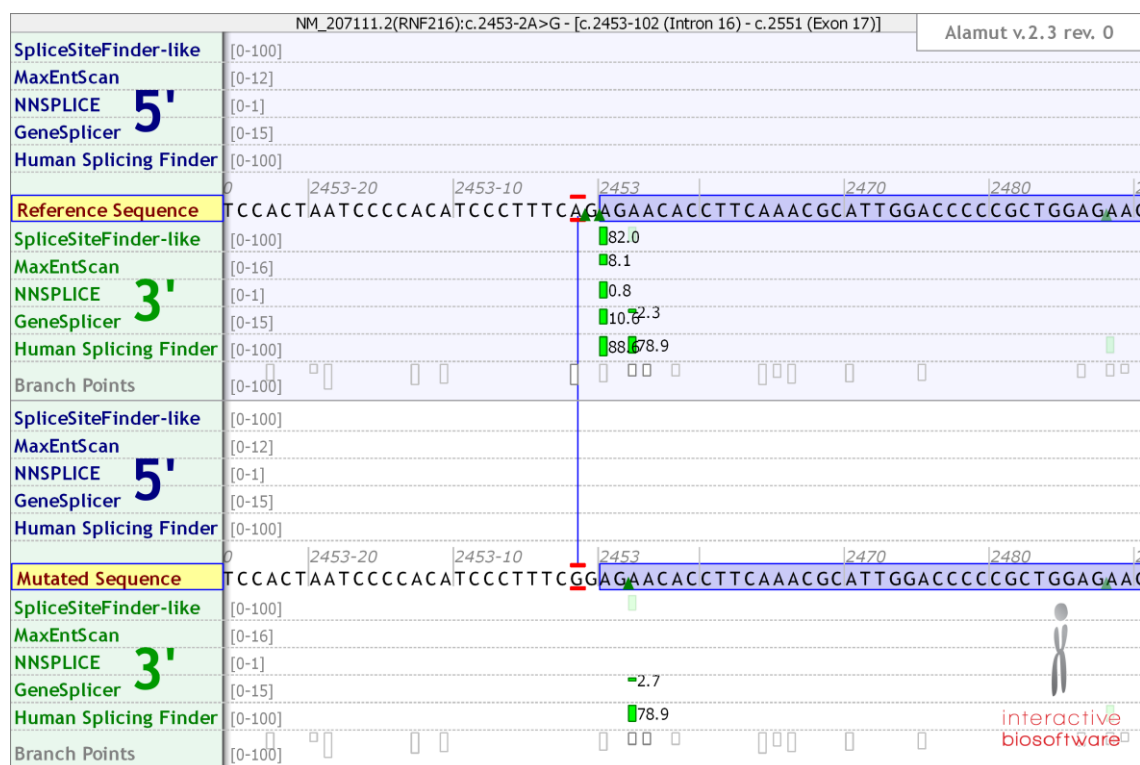 NM_207111.2(RNF216):c.2453-2A>G - [c.2453-102 (Intron 16) - c.2551 (Exon 17)]
Alamut v.2.3 rev. 0
SpliceSiteFinder-like [0-100]
MaxEntScan [0-12]
NNSPLICE [0-1]
GeneSplicer [0-15]
Human Splicing Finder [0-100]
5'
0 2453-20 2453-10 2453 2470 2480 2
Reference Sequence TCCACTAATCCCCACATCCCTTTCAGAGAACACCTTCAAACGCATTGGACCCCCGCTGGAGAAC
SpliceSiteFinder-like [0-100] 82.0
MaxEntScan [0-16] 8.1
NNSPLICE [0-1] 0.8
GeneSplicer [0-15] 10.6 2.3
Human Splicing Finder [0-100] 88.6 78.9
3'
Branch Points [0-100]
SpliceSiteFinder-like [0-100]
MaxEntScan [0-12]
NNSPLICE [0-1]
GeneSplicer [0-15]
Human Splicing Finder [0-100]
5'
0 2453-20 2453-10 2453 2470 2480 2
Mutated Sequence TCCACTAATCCCCACATCCCTTTCGGAGAACACCTTCAAACGCATTGGACCCCCGCTGGAGAAC
SpliceSiteFinder-like [0-100]
MaxEntScan [0-16]
NNSPLICE [0-1]
GeneSplicer [0-15] 2.7
Human Splicing Finder [0-100] 78.9
3'
Branch Points [0-100]
interactive
biosoftware